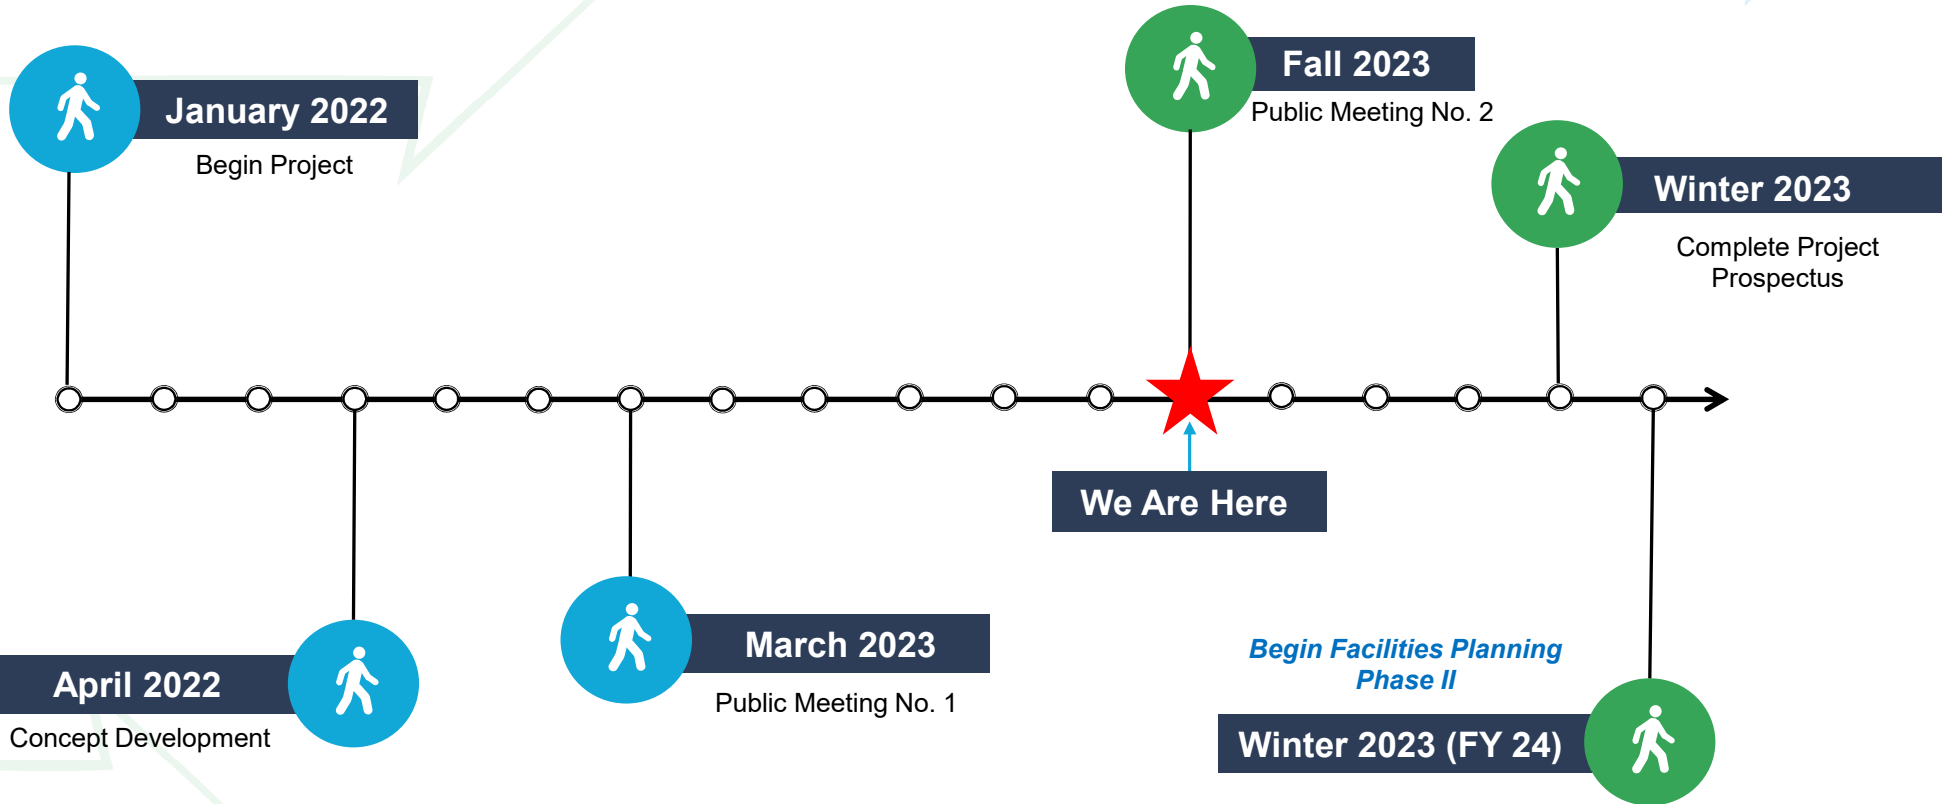 January 2022
Begin Project
Fall 2023
Public Meeting No. 2
Winter 2023
Complete Project
Prospectus
We Are Here
April 2022
Concept Development
March 2023
Public Meeting No. 1
Begin Facilities Planning
Phase II
Winter 2023 (FY 24)